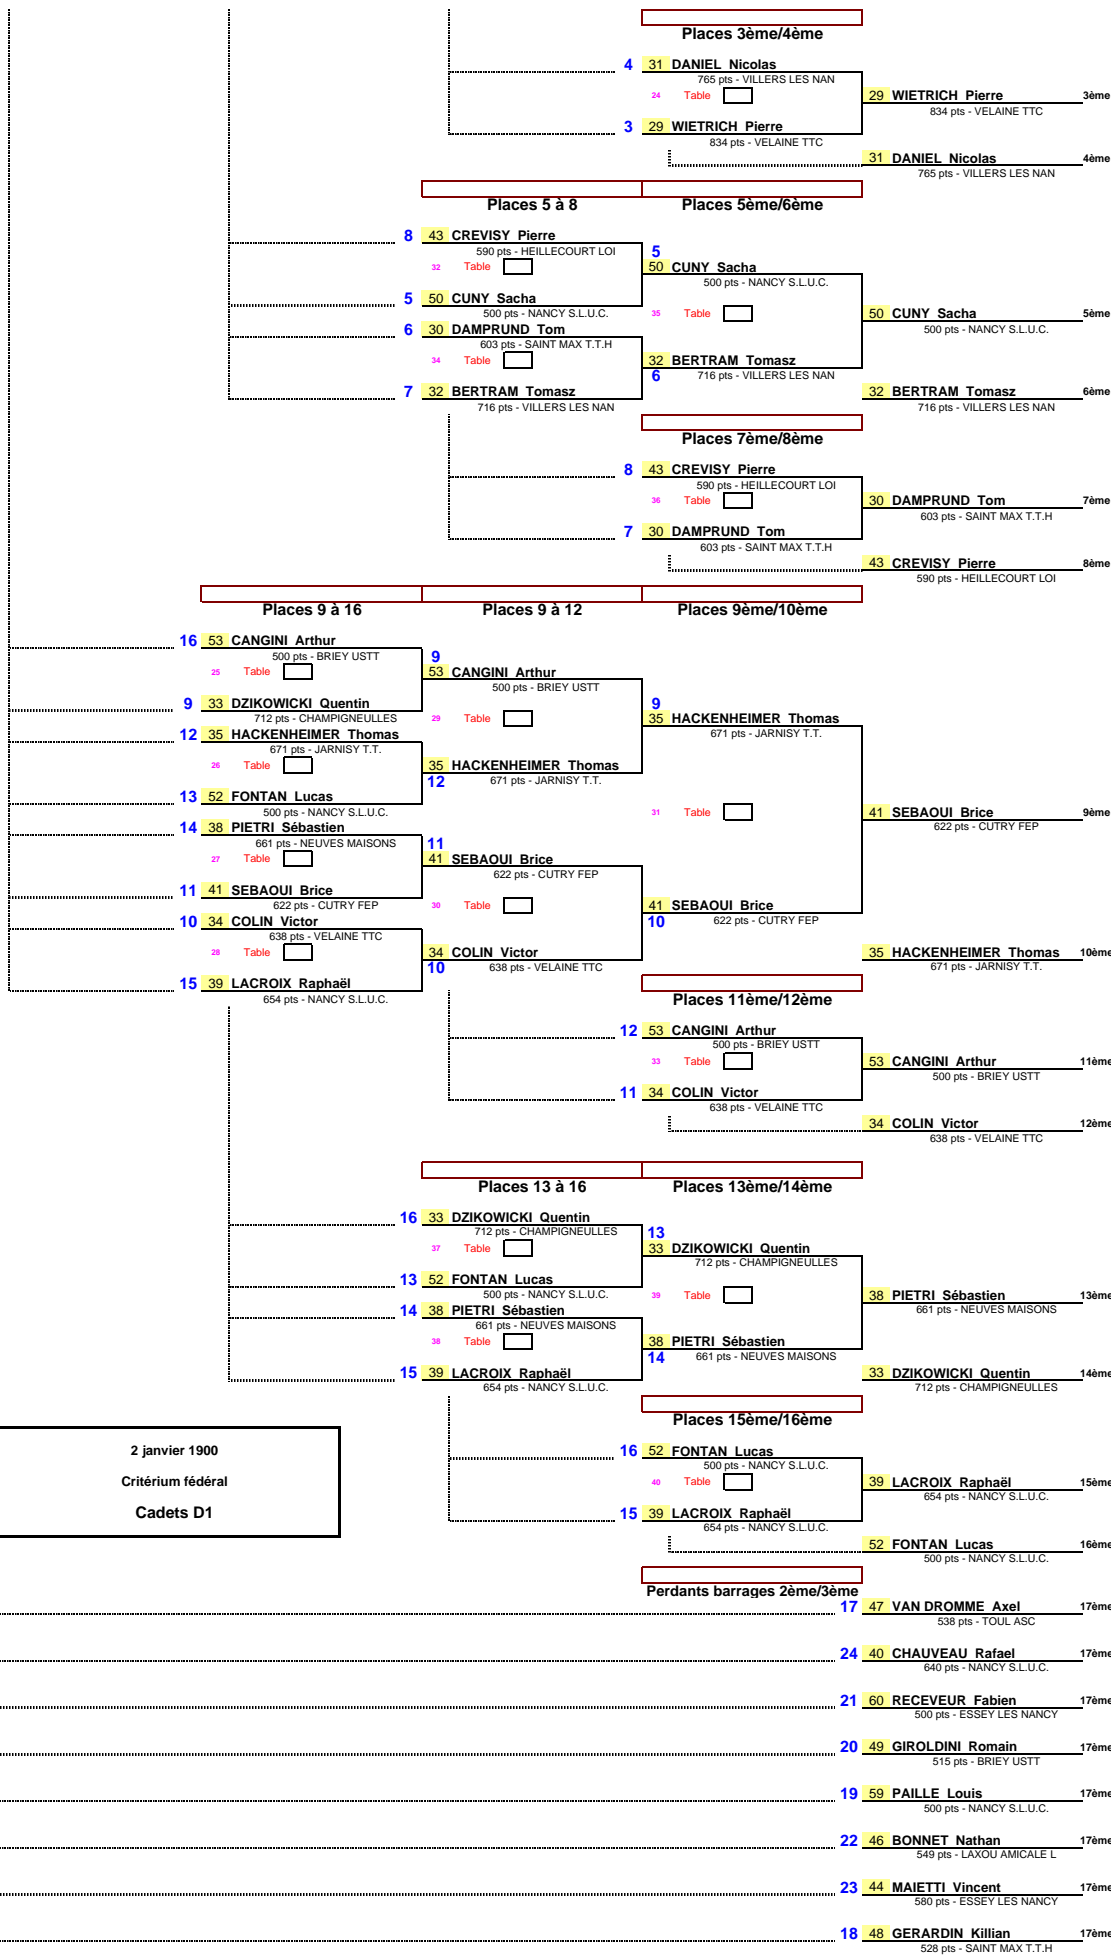 Places 3ème/4ème
4 31 DANIEL Nicolas
765 pts - VILLERS LES NAN
24 Table
29 WIETRICH Pierre 3ème
834 pts - VELAINE TTC
3 29 WIETRICH Pierre
834 pts - VELAINE TTC
31 DANIEL Nicolas 4ème
765 pts - VILLERS LES NAN
Places 5 à 8 Places 5ème/6ème
8 43 CREVISY Pierre
590 pts - HEILLECOURT LOI
5
32 Table
50 CUNY Sacha
500 pts - NANCY S.L.U.C.
5 50 CUNY Sacha
500 pts - NANCY S.L.U.C.
35 Table
50 CUNY Sacha 5ème
500 pts - NANCY S.L.U.C.
6 30 DAMPRUND Tom
603 pts - SAINT MAX T.T.H
34 Table
32 BERTRAM Tomasz
6 716 pts - VILLERS LES NAN
7 32 BERTRAM Tomasz
716 pts - VILLERS LES NAN
32 BERTRAM Tomasz 6ème
716 pts - VILLERS LES NAN
Places 7ème/8ème
8 43 CREVISY Pierre
590 pts - HEILLECOURT LOI
36 Table
30 DAMPRUND Tom 7ème
603 pts - SAINT MAX T.T.H
7 30 DAMPRUND Tom
603 pts - SAINT MAX T.T.H
43 CREVISY Pierre 8ème
590 pts - HEILLECOURT LOI
Places 9 à 16 Places 9 à 12 Places 9ème/10ème
16 53 CANGINI Arthur
500 pts - BRIEY USTT
9
25 Table
53 CANGINI Arthur
500 pts - BRIEY USTT
9 33 DZIKOWICKI Quentin
712 pts - CHAMPIGNEULLES
9
29 Table
35 HACKENHEIMER Thomas
671 pts - JARNISY T.T.
12 35 HACKENHEIMER Thomas
671 pts - JARNISY T.T.
26 Table
35 HACKENHEIMER Thomas
12 671 pts - JARNISY T.T.
13 52 FONTAN Lucas
500 pts - NANCY S.L.U.C.
31 Table
41 SEBAOUI Brice 9ème
622 pts - CUTRY FEP
14 38 PIETRI Sébastien
661 pts - NEUVES MAISONS
11
27 Table
41 SEBAOUI Brice
622 pts - CUTRY FEP
11 41 SEBAOUI Brice
622 pts - CUTRY FEP
30 Table
41 SEBAOUI Brice
10 622 pts - CUTRY FEP
10 34 COLIN Victor
638 pts - VELAINE TTC
28 Table
34 COLIN Victor
10 638 pts - VELAINE TTC
35 HACKENHEIMER Thomas 10ème
671 pts - JARNISY T.T.
15 39 LACROIX Raphaël
654 pts - NANCY S.L.U.C.
Places 11ème/12ème
12 53 CANGINI Arthur
500 pts - BRIEY USTT
33 Table
53 CANGINI Arthur 11ème
500 pts - BRIEY USTT
11 34 COLIN Victor
638 pts - VELAINE TTC
34 COLIN Victor 12ème
638 pts - VELAINE TTC
Places 13 à 16 Places 13ème/14ème
16 33 DZIKOWICKI Quentin
712 pts - CHAMPIGNEULLES
13
37 Table
33 DZIKOWICKI Quentin
712 pts - CHAMPIGNEULLES
13 52 FONTAN Lucas
500 pts - NANCY S.L.U.C.
39 Table
38 PIETRI Sébastien 13ème
661 pts - NEUVES MAISONS
14 38 PIETRI Sébastien
661 pts - NEUVES MAISONS
38 Table
38 PIETRI Sébastien
14 661 pts - NEUVES MAISONS
15 39 LACROIX Raphaël
654 pts - NANCY S.L.U.C.
33 DZIKOWICKI Quentin 14ème
712 pts - CHAMPIGNEULLES
Places 15ème/16ème
2 janvier 1900
Critérium fédéral
Cadets D1
16 52 FONTAN Lucas
500 pts - NANCY S.L.U.C.
40 Table
39 LACROIX Raphaël 15ème
654 pts - NANCY S.L.U.C.
15 39 LACROIX Raphaël
654 pts - NANCY S.L.U.C.
52 FONTAN Lucas 16ème
500 pts - NANCY S.L.U.C.
Perdants barrages 2ème/3ème
17 47 VAN DROMME Axel 17ème
538 pts - TOUL ASC
24 40 CHAUVEAU Rafael 17ème
640 pts - NANCY S.L.U.C.
21 60 RECEVEUR Fabien 17ème
500 pts - ESSEY LES NANCY
20 49 GIROLDINI Romain 17ème
515 pts - BRIEY USTT
19 59 PAILLE Louis 17ème
500 pts - NANCY S.L.U.C.
22 46 BONNET Nathan 17ème
549 pts - LAXOU AMICALE L
23 44 MAIETTI Vincent 17ème
580 pts - ESSEY LES NANCY
18 48 GERARDIN Killian 17ème
528 pts - SAINT MAX T.T.H